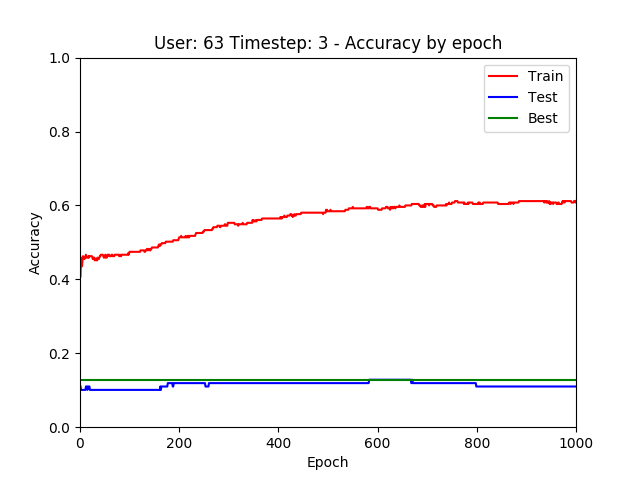 User: 63 Timestep: 3 - Accuracy by epoch
1.0
0.8
0.6
0.4
0.2
0.0
Accuracy
Train
Test
Best
0 200 400 600 800 1000
Epoch